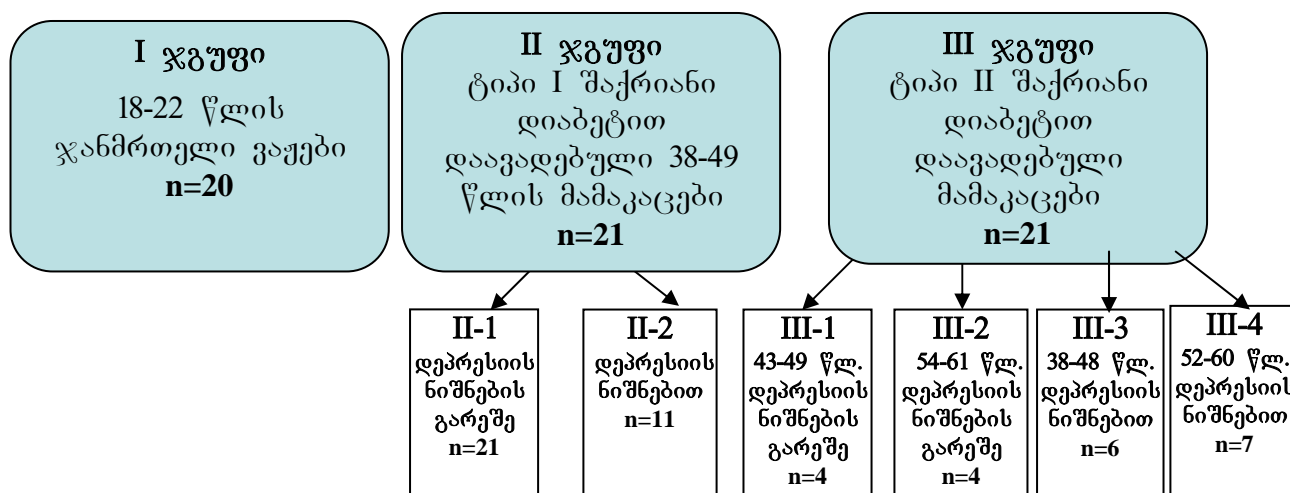 I ჯგუფი
18-22 წლის
ჯანმრთელი ვაჟები
n=20
II ჯგუფი
ტიპი I შაქრიანი
დიაბეტით
დაავადებული 38-49
წლის მამაკაცები
n=21
III ჯგუფი
ტიპი II შაქრიანი
დიაბეტით
დაავადებული
მამაკაცები
n=21
II-1
დეპრესიის
ნიშნების
გარეშე
n=21
II-2
დეპრესიის
ნიშნებით
n=11
III-1
43-49 წლ.
დეპრესიის
ნიშნების
გარეშე
n=4
III-2
54-61 წლ.
დეპრესიის
ნიშნების
გარეშე
n=4
III-3
38-48 წლ.
დეპრესიის
ნიშნებით
n=6
III-4
52-60 წლ.
დეპრესიის
ნიშნებით
n=7